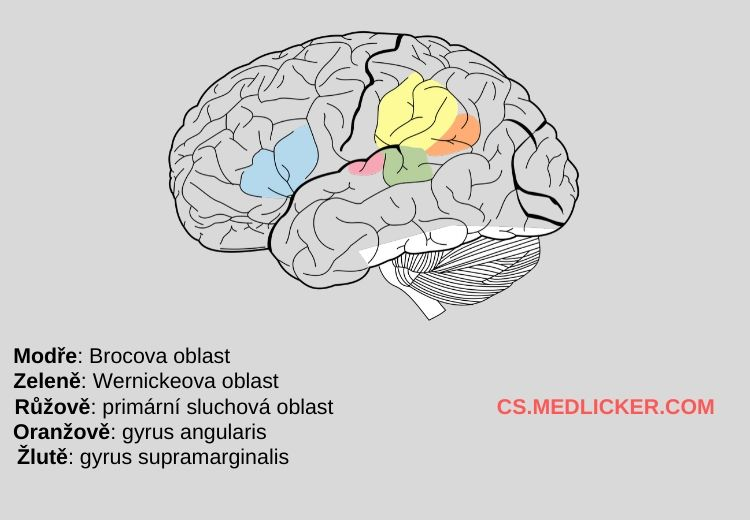 Modře: Brocova oblast
Zeleně: Wernickeova oblast
Růžově: primární sluchová oblast
CS.MEDLICKER.COM
Oranžově: gyrus angularis
Žlutě: gyrus supramarginalis